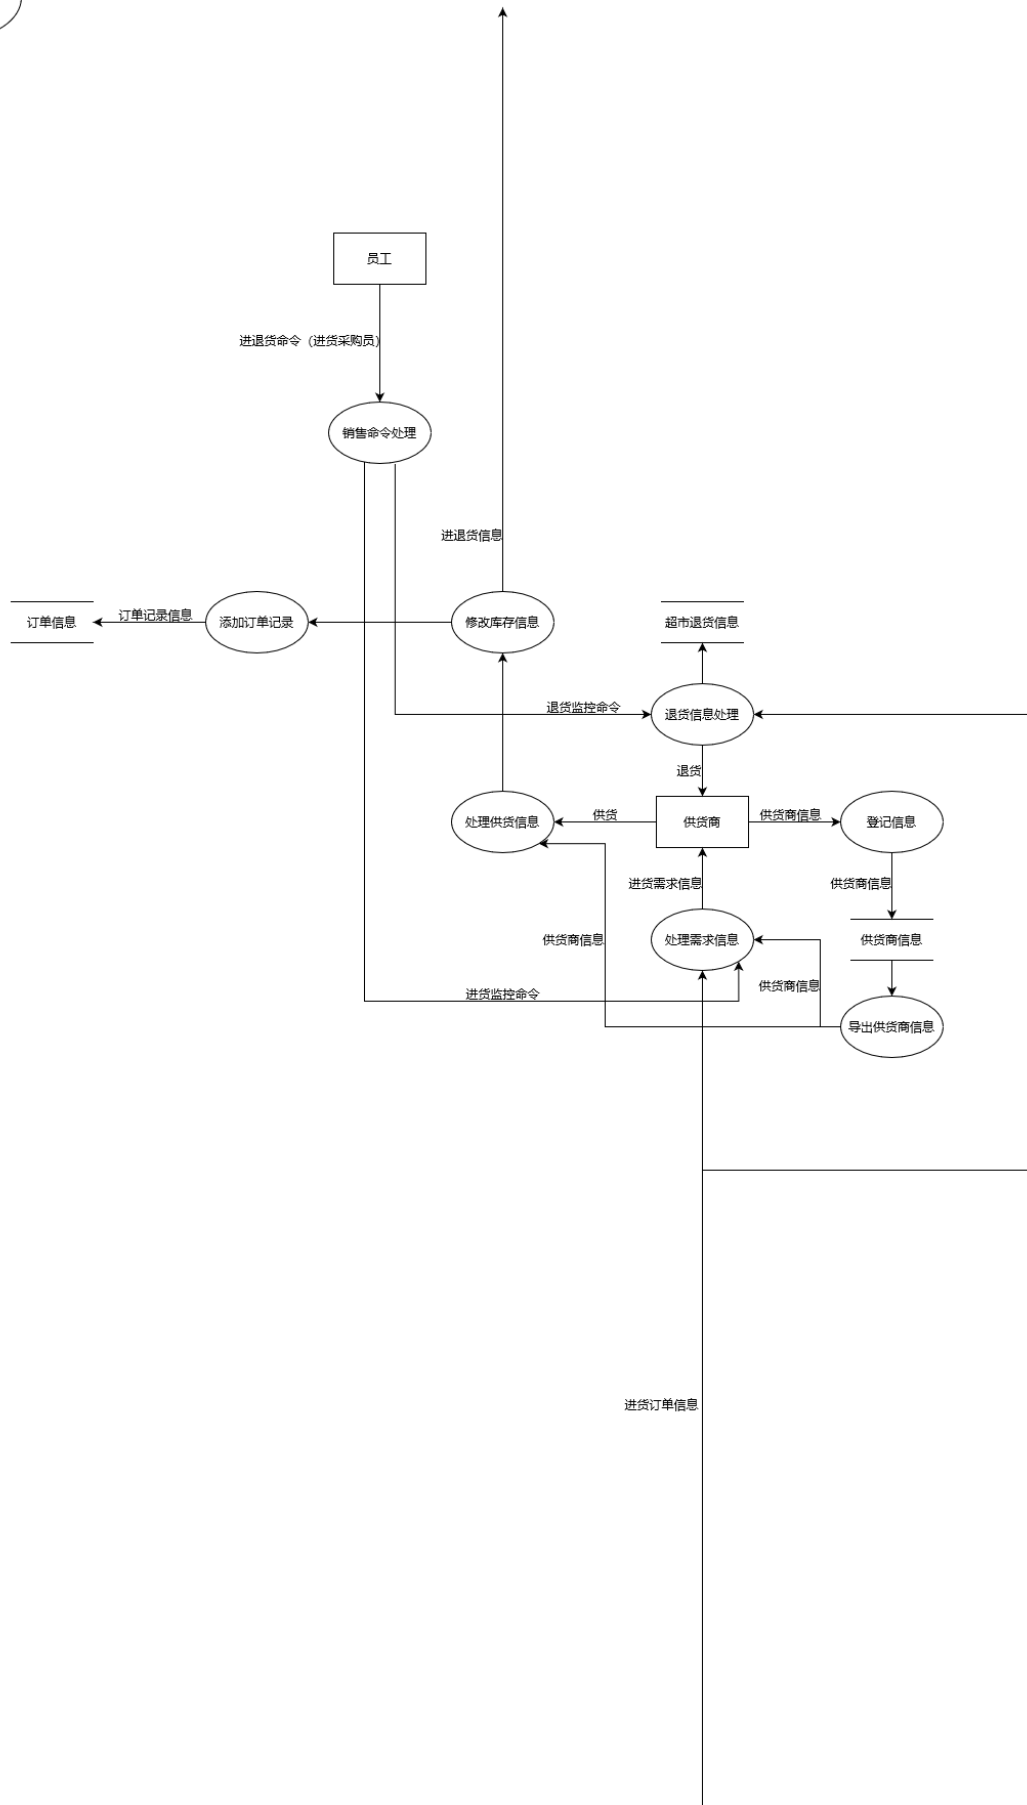 员工
进退货命令（进货采购员）
销售命令处理
进退货信息
订单信息
订单记录信息
添加订单记录
修改库存信息
超市退货信息
退货监控命令
退货信息处理
退货
处理供货信息
供货
供货商
供货商信息
登记信息
进货需求信息
供货商信息
供货商信息
处理需求信息
供货商信息
供货商信息
进货监控命令
导出供货商信息
进货订单信息